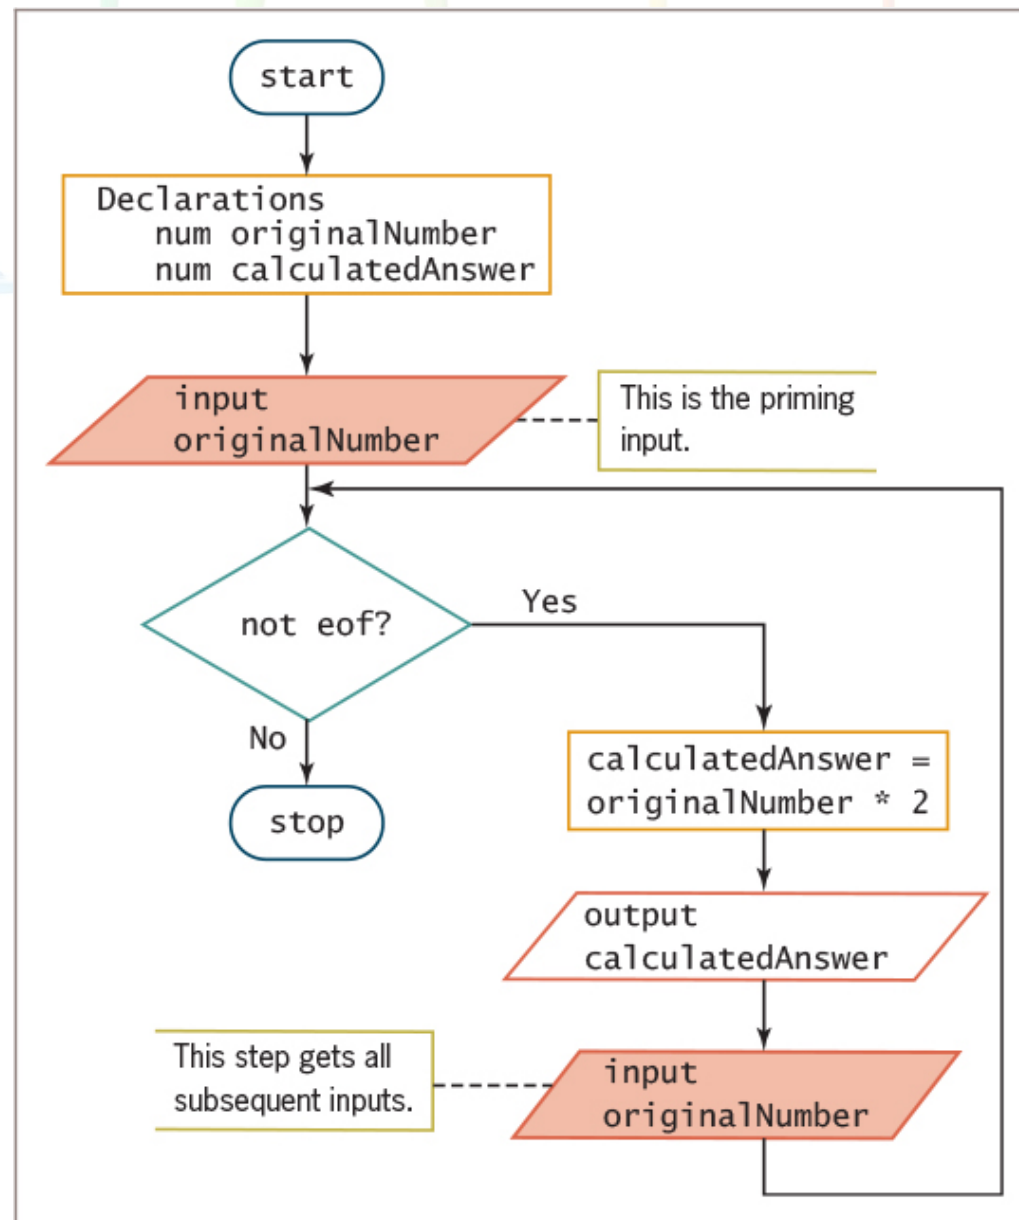 start
Declarations
num originalNumber
num calculatedAnswer
input
originalNumber
This is the priming
input.
not eof?
Yes
No
stop
calculatedAnswer =
originalNumber * 2
output
calculatedAnswer
This step gets all
subsequent inputs.
input
originalNumber